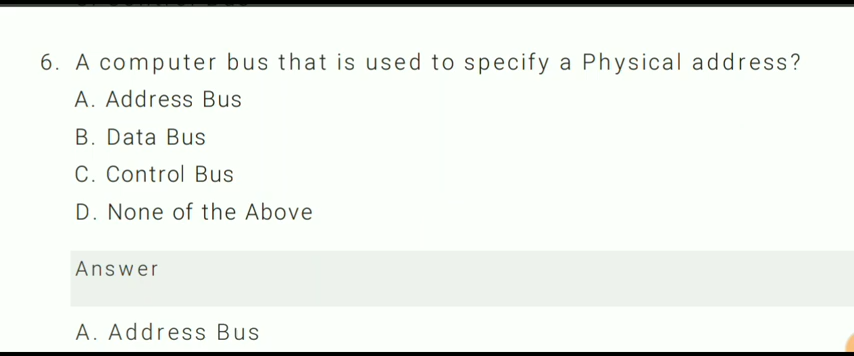 6. A computer bus that is used to specify a Physical address?
A. Address Bus
B. Data Bus
C. Control Bus
D. None of the Above
Answer
A. Address Bus